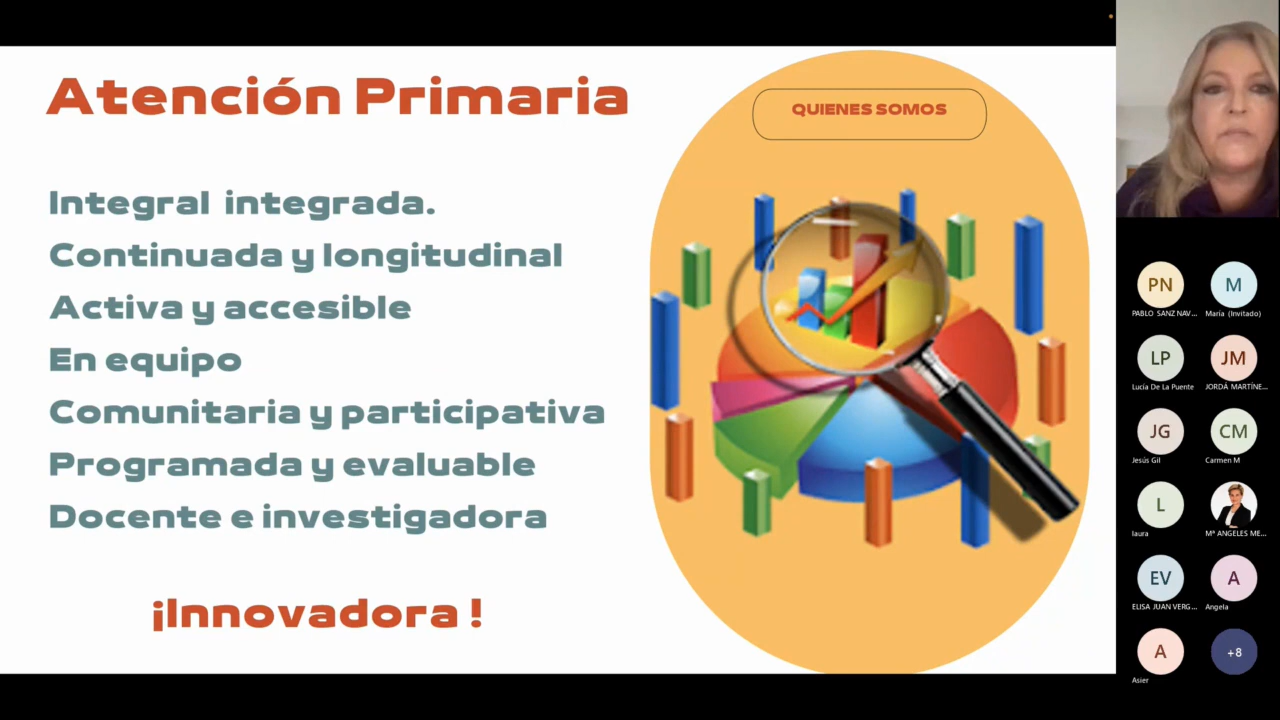 Atención Primaria
QUIENES SOMOS
Integral integrada.
Continuada y longitudinal
Activa y accesible
En equipo
Comunitaria y participativa
Programada y evaluable
Docente e investigadora
¡Innovadora !
PN
M
PABLO SANZ NAV...
María (Invitado)
LP
JM
Lucía De La Puente
JORDÁ MARTÍNE...
JG
CM
Jesús Gil
Carmen M
L
laura
Mª ANGELES ME...
EV
A
ELISA JUAN VERG...
Angela
A
+8
Asier